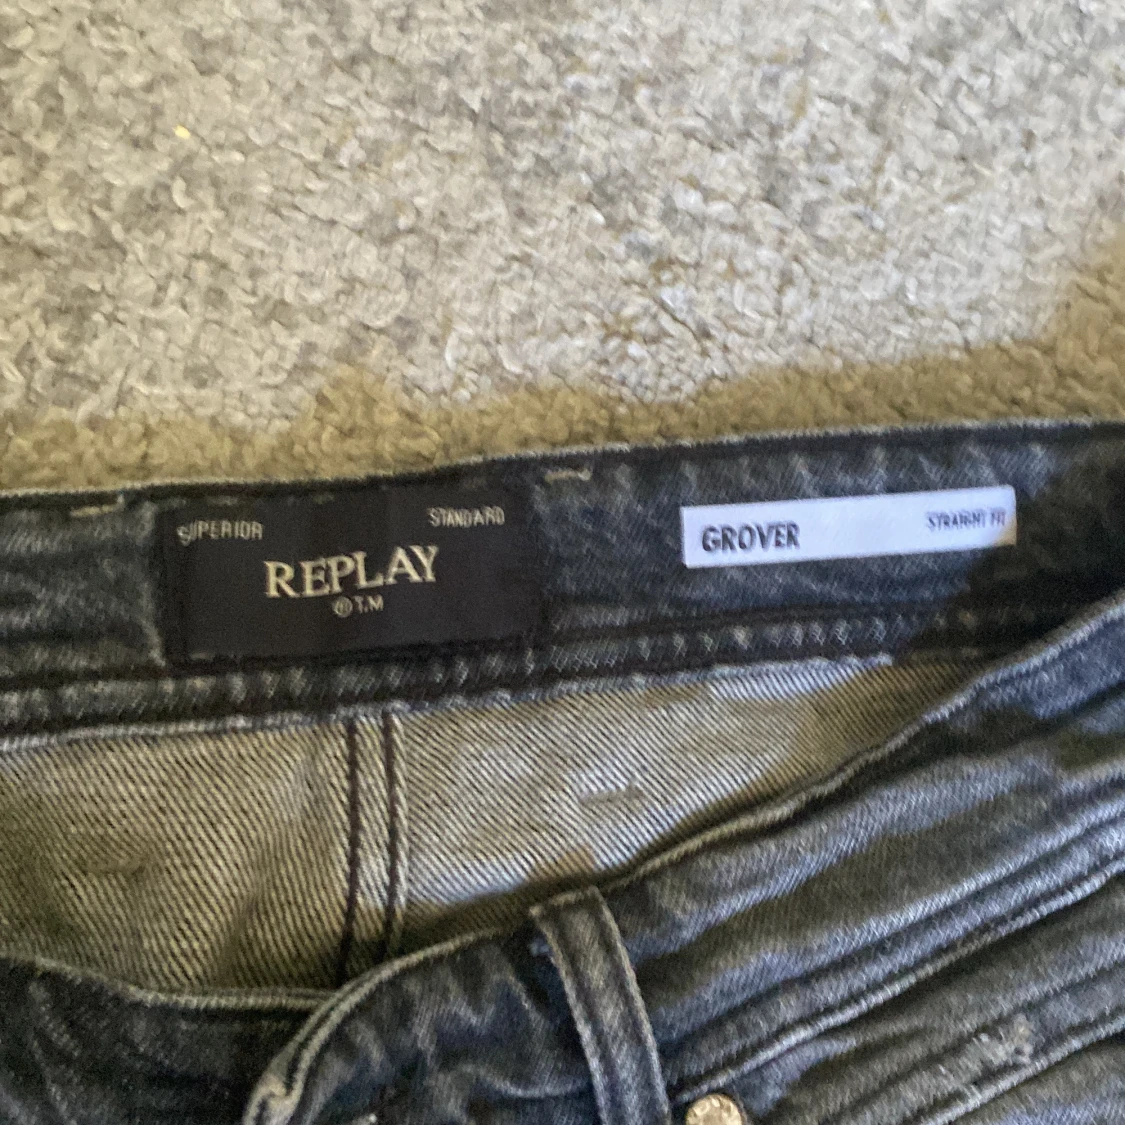 SUPERIOR STANDARD
REPLAY
® T.M
GROVER STRAIGHT FIT